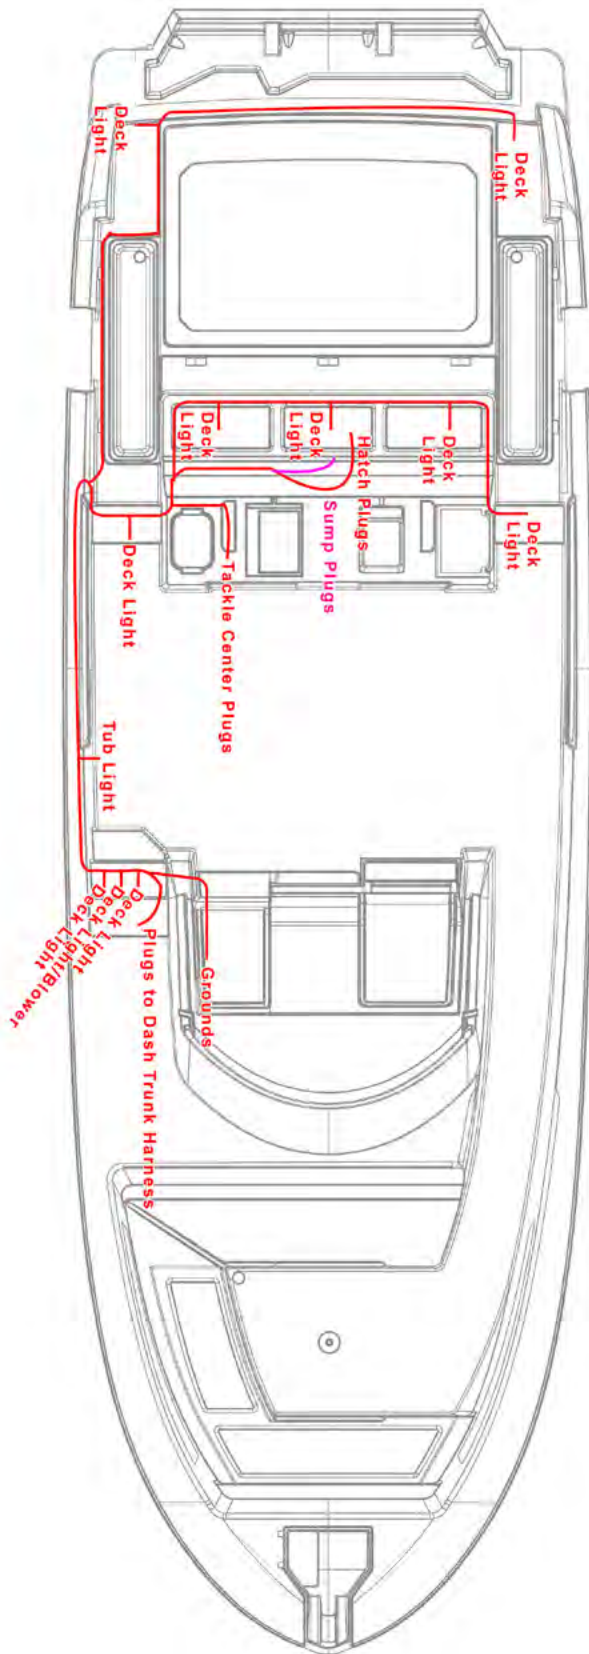 Deck
Light
Deck
Light
Deck
Light
Deck
Light
Deck
Light
Deck
Light
Hatch Plugs
Sump Plugs
Tackle Center Plugs
Deck Light
Tub Light
Deck Light
Deck Light/Blower
Deck Light
Plugs to Dash Trunk Harness
Grounds